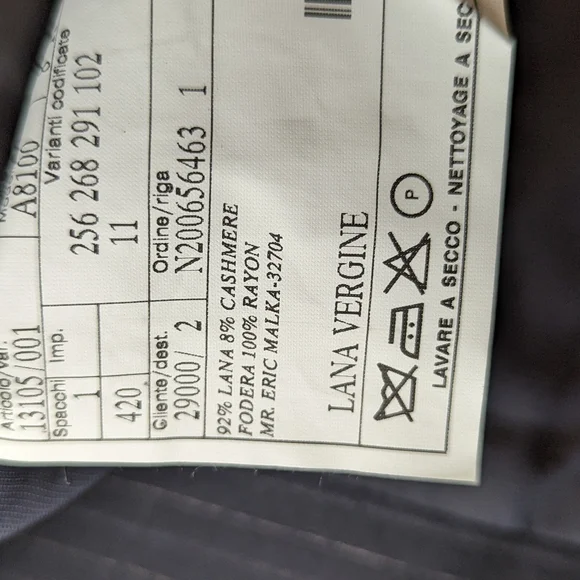 Articolo Var.
13105/001
A8100
Spacchi Imp.
1
Varianti codificate
256 268 291 102
420
11
Cliente/dest.
29000/ 2
Ordine/riga
N200656463 1
92% LANA 8% CASHMERE
FODERA 100% RAYON
MR. ERIC MALKA-32704
LANA VERGINE
P
LAVARE A SECCO - NETTOYAGE A SEC